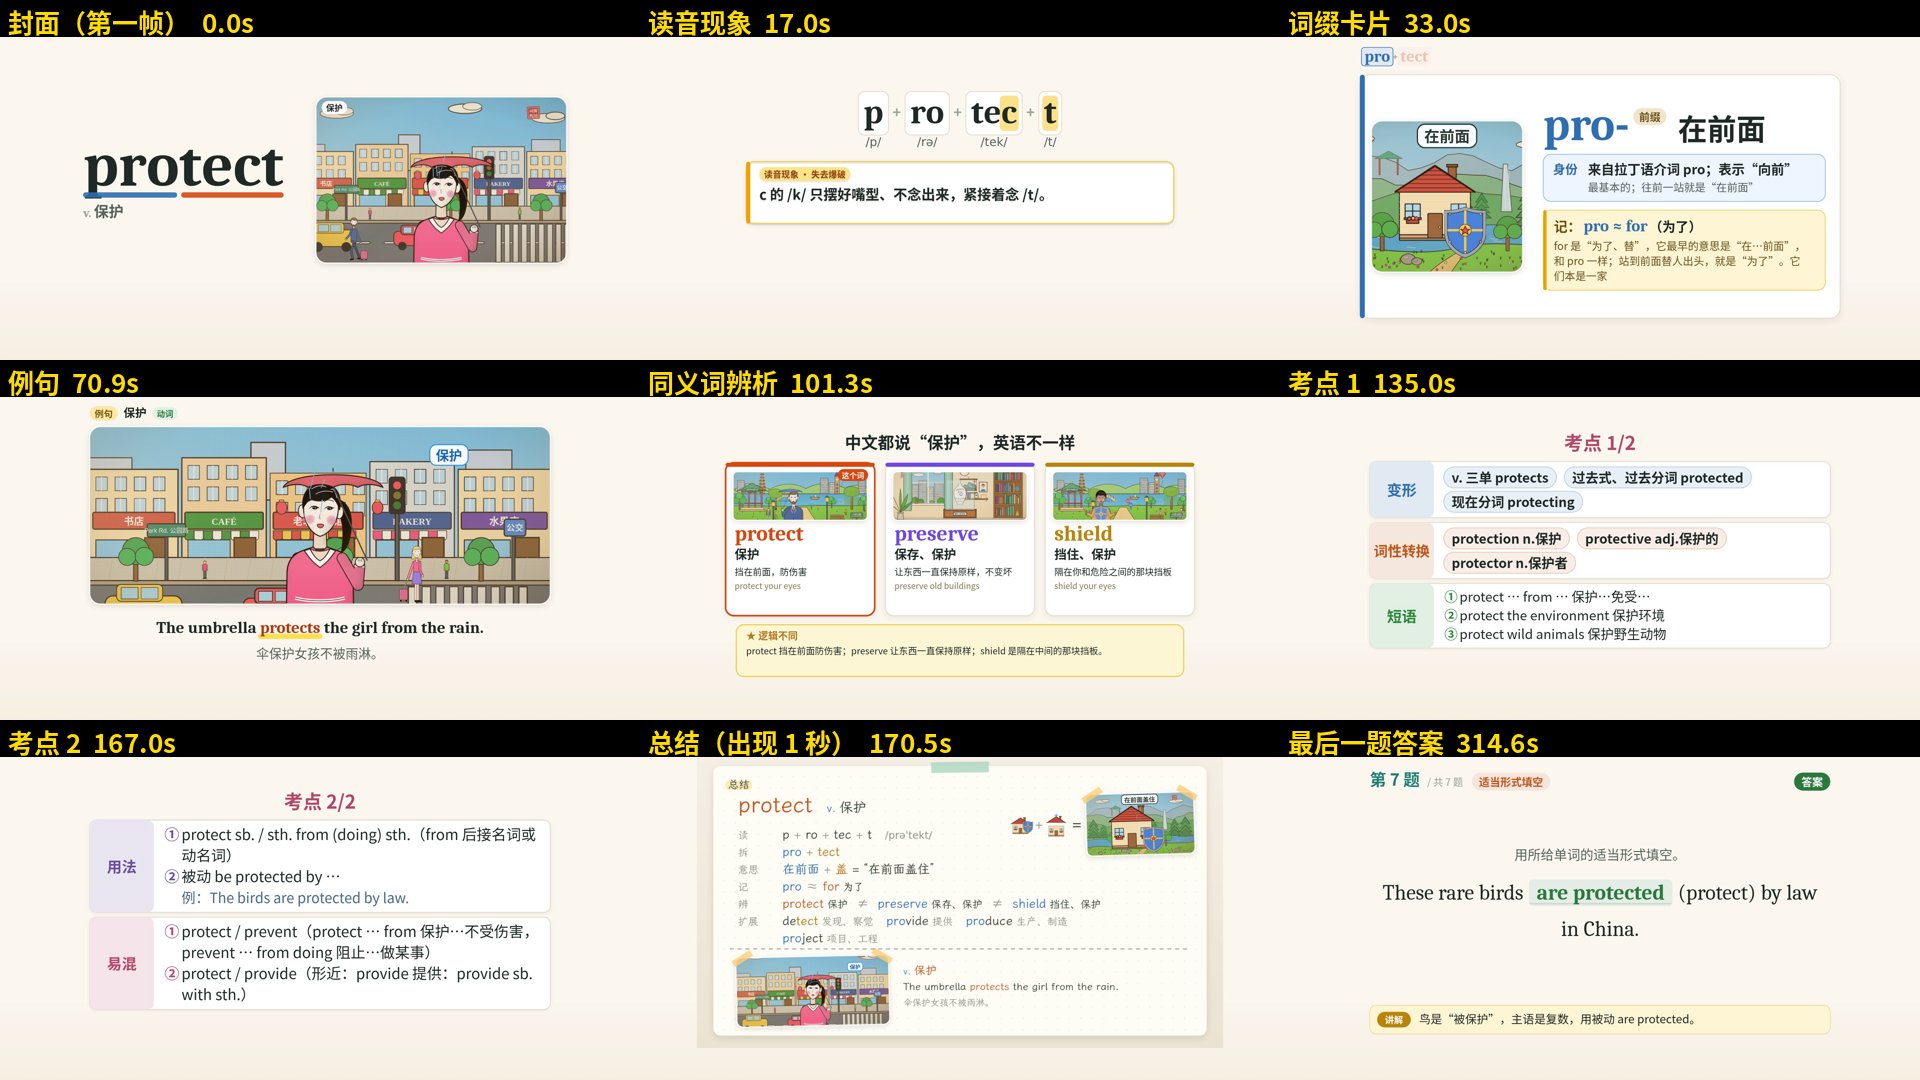 封面（第一帧） 0.0s
protect
v. 保护
保护
书店
CAFÉ
BAKERY
公交
读音现象 17.0s
p + ro + tec + t
/p/ /rə/ /tek/ /t/
读音现象 · 失去爆破
c 的 /k/ 只摆好嘴型、不念出来，紧接着念 /t/。
词缀卡片 33.0s
pro + tect
在前面
pro- 前缀 在前面
身份 来自拉丁语介词 pro；表示“向前”
最基本的；往前一站就是“在前面”
记： pro ≈ for（为了）
for 是“为了、替”，它最早的意思是“在…前面”，
和 pro 一样；站到前面替人出头，就是“为了”。它
们本是一家
例句 70.9s
例句 保护 动词
保护
书店
Park Rd. 公园路
CAFÉ
BAKERY
公交
The umbrella protects the girl from the rain.
伞保护女孩不被雨淋。
同义词辨析 101.3s
中文都说“保护”，英语不一样
这个词
protect
保护
挡在前面，防伤害
protect your eyes
preserve
保存、保护
让东西一直保持原样，不变坏
preserve old buildings
shield
挡住、保护
隔在你和危险之间的那块挡板
shield your eyes
★ 逻辑不同
protect 挡在前面防伤害；preserve 让东西一直保持原样；shield 是隔在中间的那块挡板。
考点 1 135.0s
考点 1/2
变形
v. 三单 protects 过去式、过去分词 protected
现在分词 protecting
词性转换
protection n.保护 protective adj.保护的
protector n.保护者
短语
①protect … from … 保护…免受…
②protect the environment 保护环境
③protect wild animals 保护野生动物
考点 2 167.0s
考点 2/2
用法
①protect sb. / sth. from (doing) sth.（from 后接名词或
动名词）
②被动 be protected by …
例：The birds are protected by law.
易混
①protect / prevent（protect … from 保护…不受伤害，
prevent … from doing 阻止…做某事）
②protect / provide（形近：provide 提供：provide sb.
with sth.）
总结（出现 1 秒） 170.5s
总结
protect v. 保护
读 p + ro + tec + t /prə'tekt/
拆 pro + tect
意思 在前面 + 盖 = “在前面盖住”
记 pro ≈ for 为了
辨 protect 保护 ≠ preserve 保存、保护 ≠ shield 挡住、保护
扩展 detect 发现、察觉 provide 提供 produce 生产、制造
project 项目、工程
+ =
在前面盖住
保护
v. 保护
The umbrella protects the girl from the rain.
伞保护女孩不被雨淋。
最后一题答案 314.6s
第 7 题 / 共 7 题 适当形式填空
答案
用所给单词的适当形式填空。
These rare birds are protected (protect) by law
in China.
讲解 鸟是“被保护”，主语是复数，用被动 are protected。